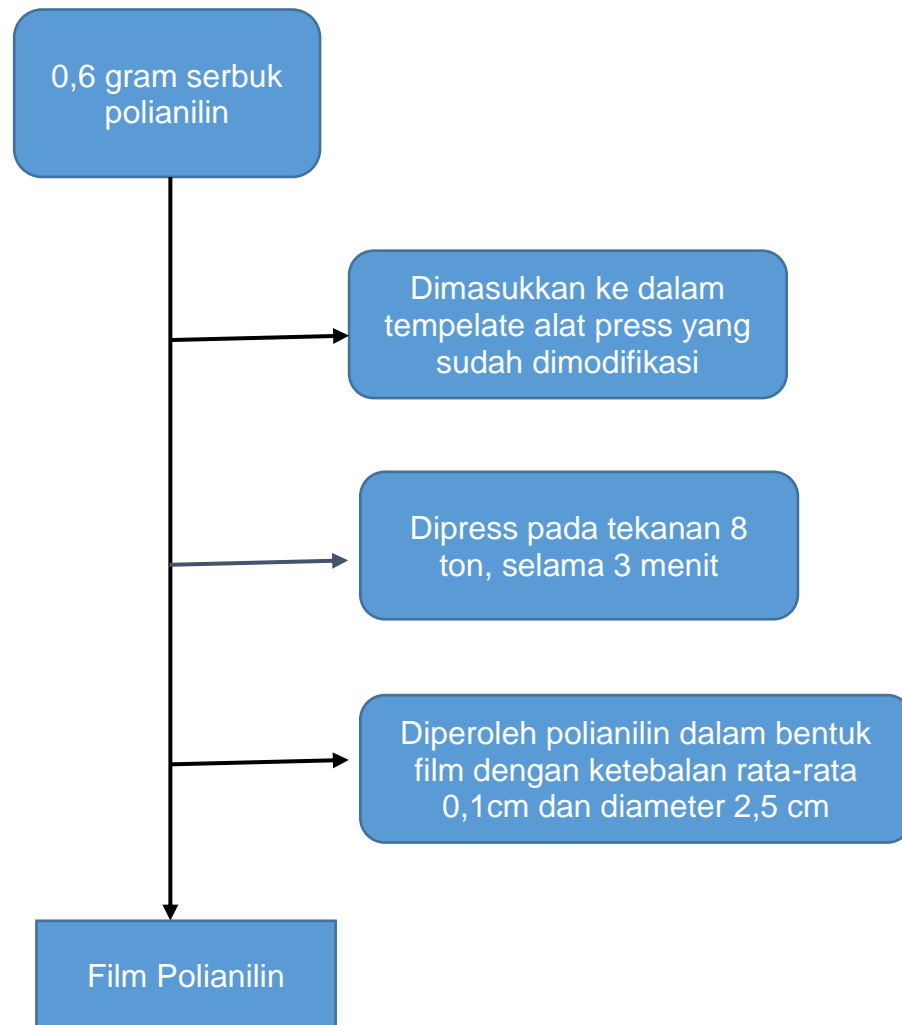 0,6 gram serbuk
polianilin
Dimasukkan ke dalam
tempelate alat press yang
sudah dimodifikasi
Dipress pada tekanan 8
ton, selama 3 menit
Diperoleh polianilin dalam bentuk
film dengan ketebalan rata-rata
0,1cm dan diameter 2,5 cm
Film Polianilin